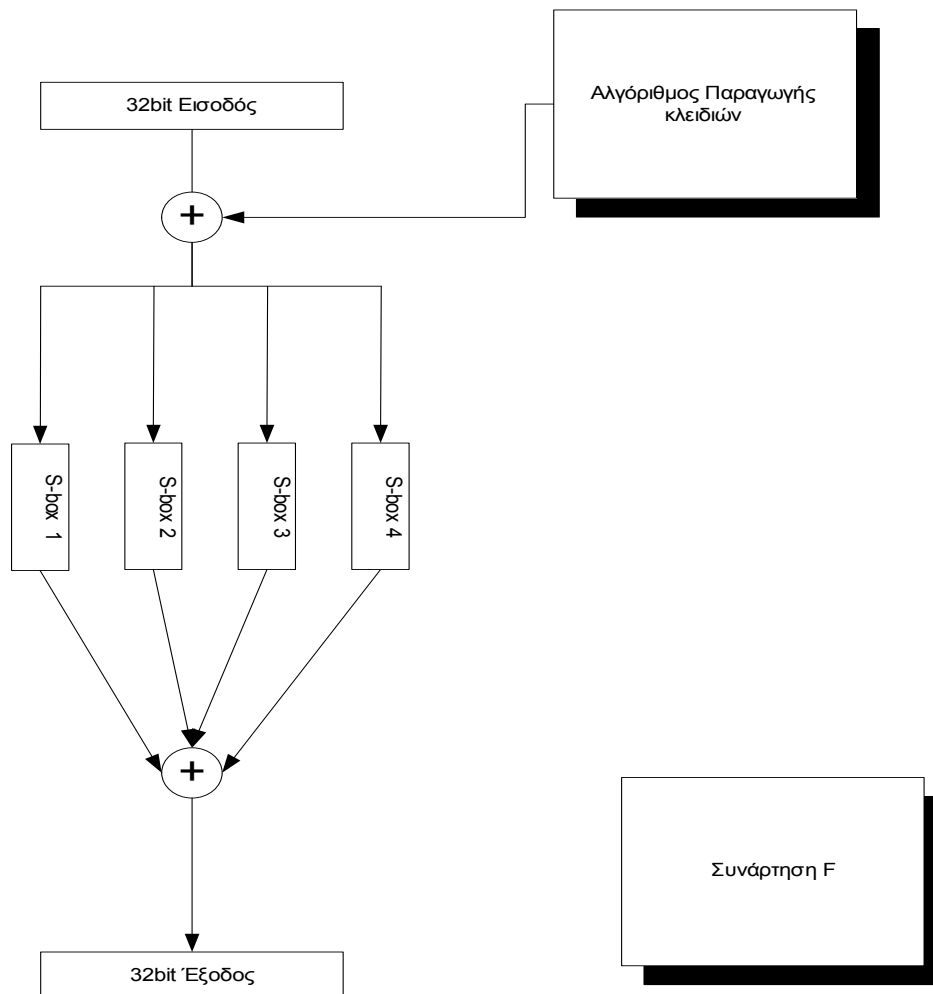 32bit Εισοδός
Αλγόριθμος Παραγωγής
κλειδιών
+
S-box 1
S-box 2
S-box 3
S-box 4
+
Συνάρτηση F
32bit Έξοδος